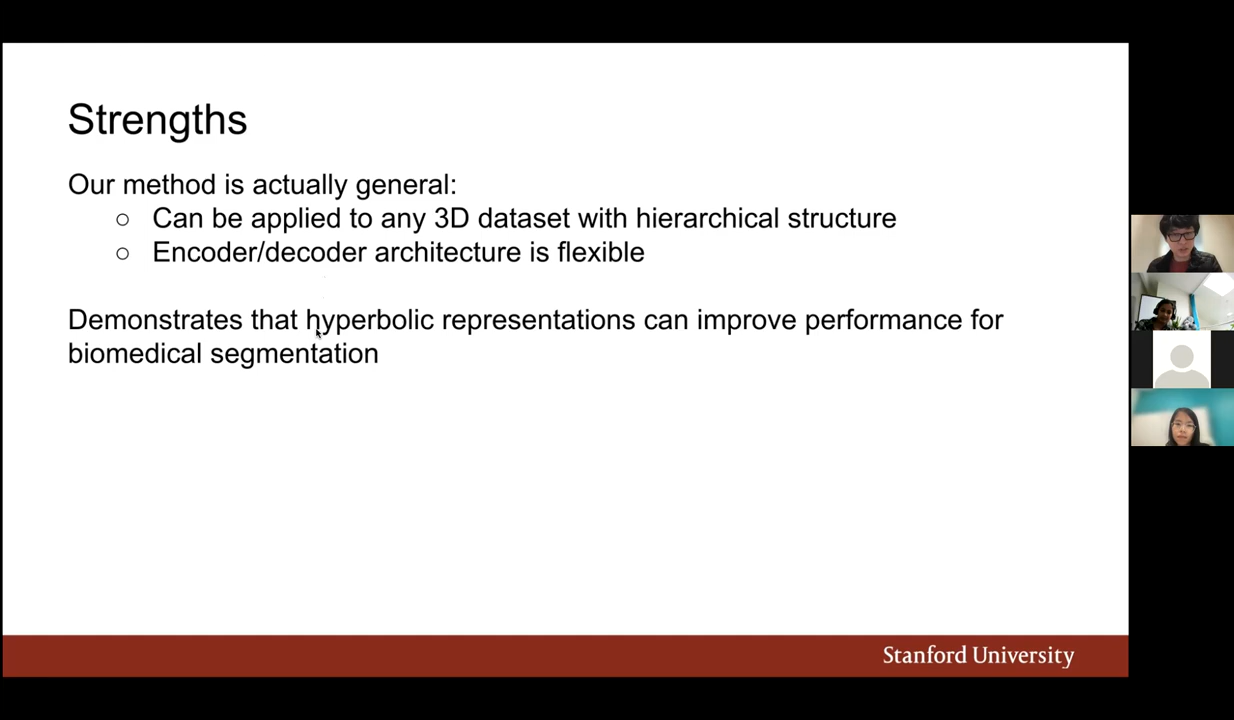 Strengths
Our method is actually general:
○ Can be applied to any 3D dataset with hierarchical structure
○ Encoder/decoder architecture is flexible
Demonstrates that hyperbolic representations can improve performance for
biomedical segmentation
Stanford University